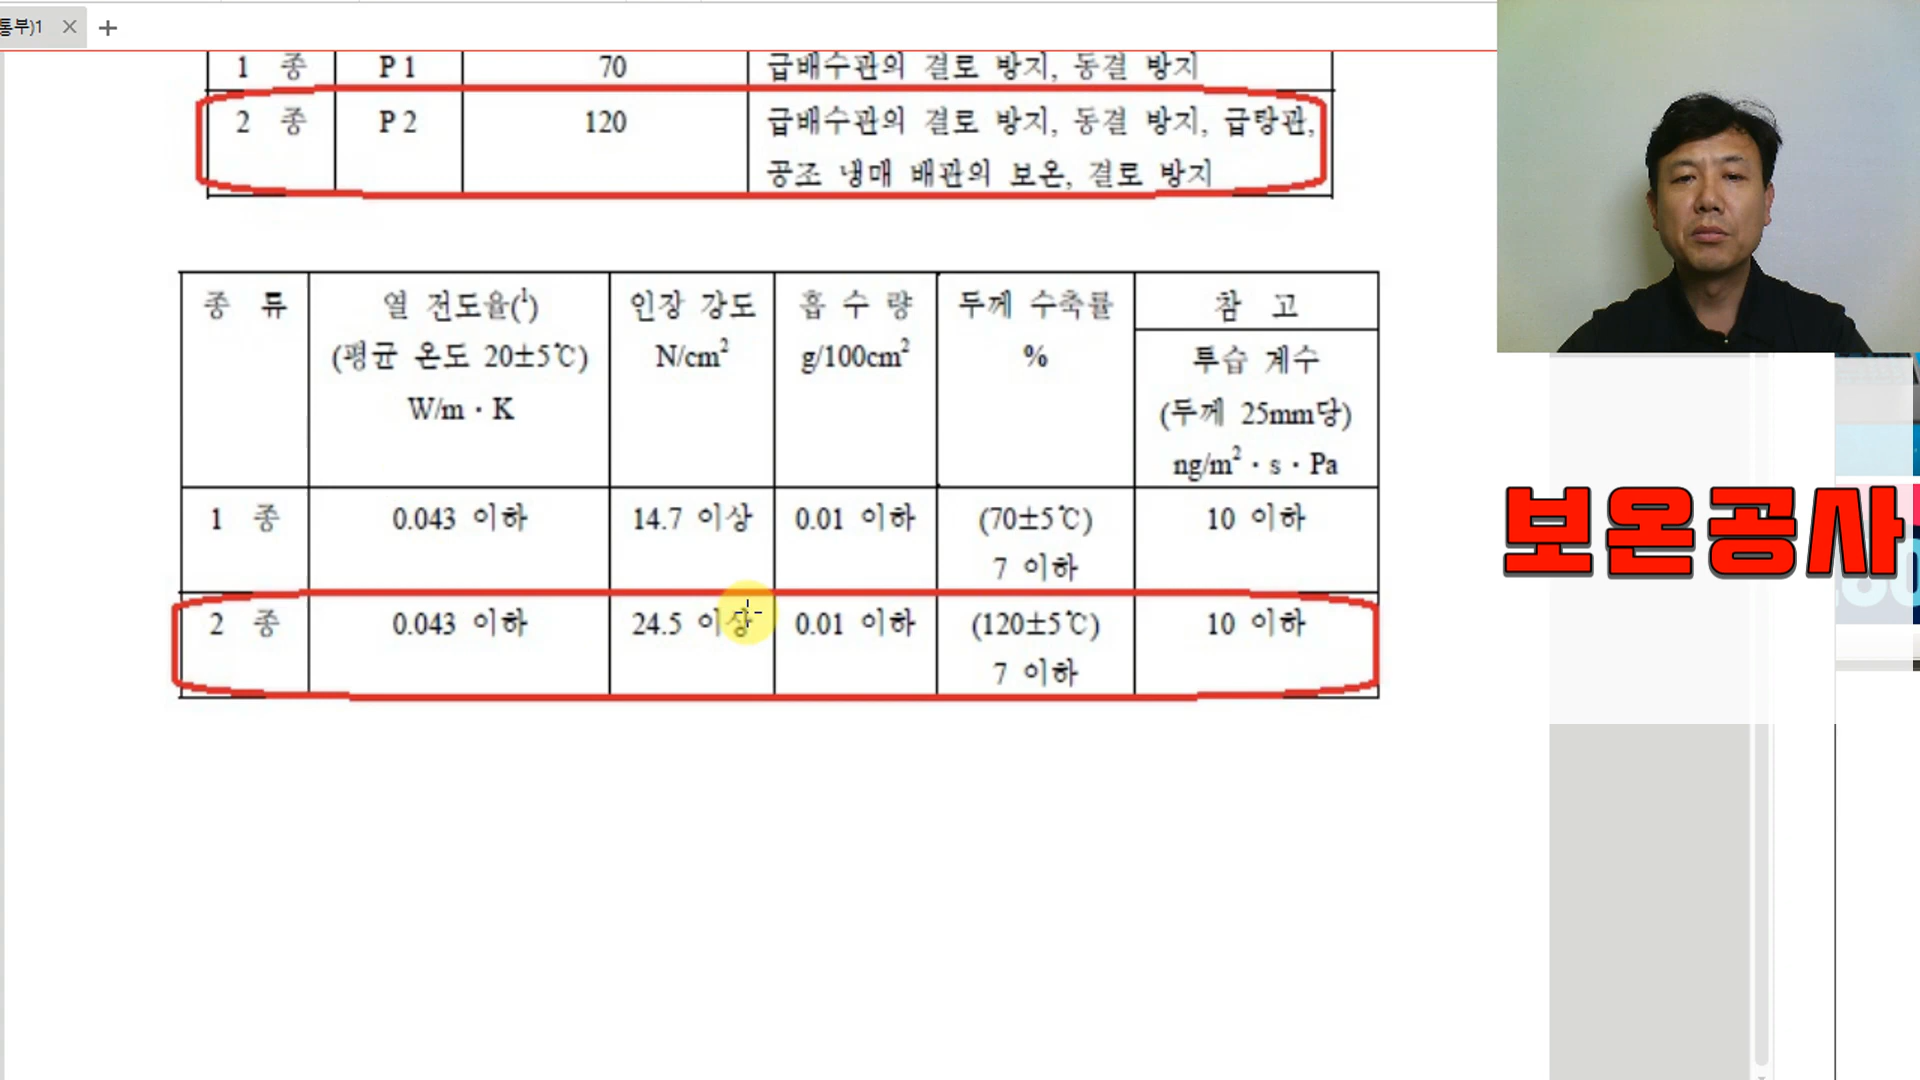 통부)1
1 종 P 1 70 급배수관의 결로 방지, 동결 방지
2 종 P 2 120 급배수관의 결로 방지, 동결 방지, 급탕관,
공조 냉매 배관의 보온, 결로 방지
종 류 열 전도율(¹) 인장 강도 흡 수 량 두께 수축률 참 고
(평균 온도 20±5℃) N/cm² g/100cm² % 투습 계수
W/m·K (두께 25mm당)
ng/m²·s·Pa
1 종 0.043 이하 14.7 이상 0.01 이하 (70±5℃) 10 이하
7 이하
2 종 0.043 이하 24.5 이상 0.01 이하 (120±5℃) 10 이하
7 이하
보온공사